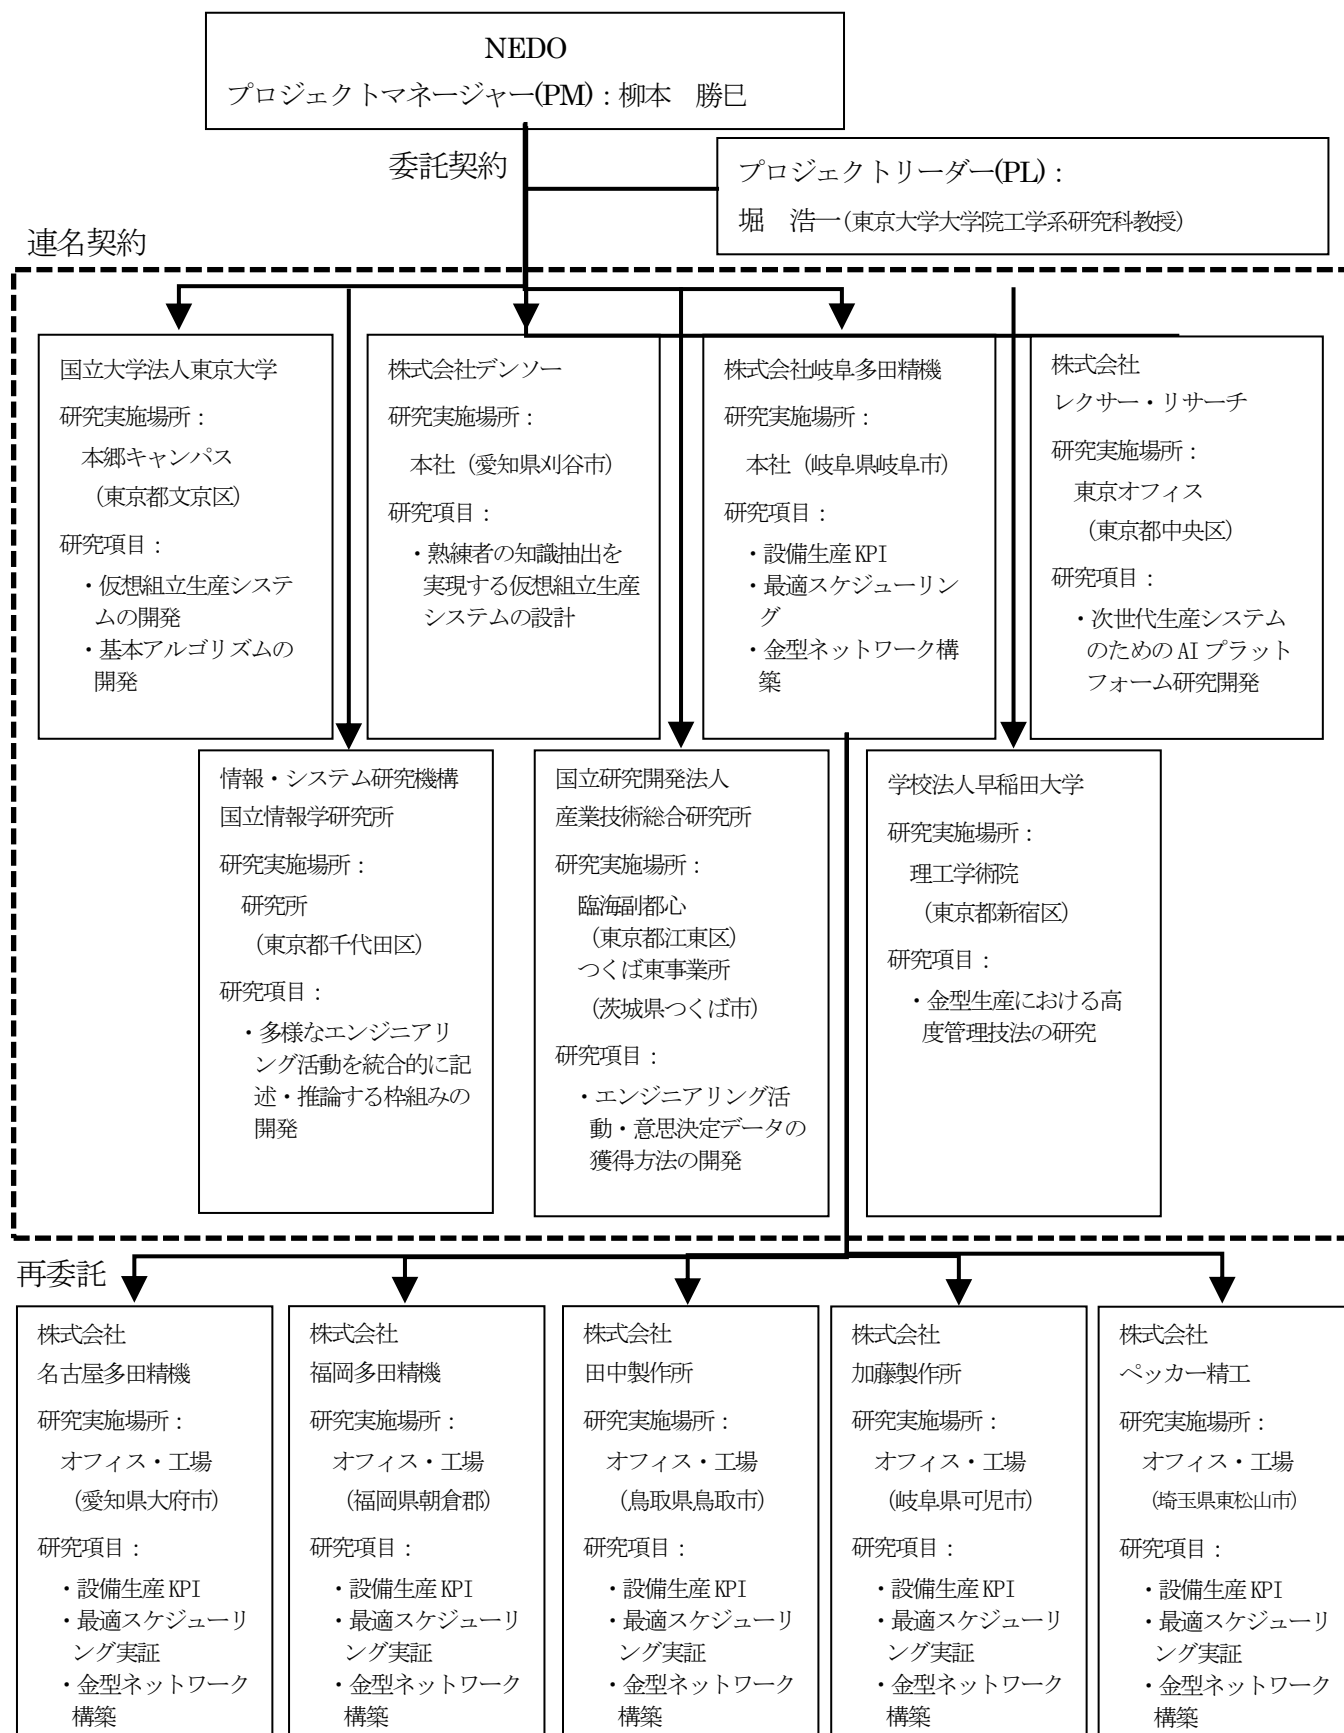 NEDO
プロジェクトマネージャー(PM)：柳本　勝巳
委託契約
プロジェクトリーダー(PL)：
堀　浩一(東京大学大学院工学系研究科教授)
連名契約
国立大学法人東京大学
研究実施場所：
本郷キャンパス
（東京都文京区）
研究項目：
・仮想組立生産システ
ムの開発
・基本アルゴリズムの
開発
株式会社デンソー
研究実施場所：
本社（愛知県刈谷市）
研究項目：
・熟練者の知識抽出を
実現する仮想組立生産
システムの設計
株式会社岐阜多田精機
研究実施場所：
本社（岐阜県岐阜市）
研究項目：
・設備生産 KPI
・最適スケジューリン
グ
・金型ネットワーク構
築
株式会社
レクサー・リサーチ
研究実施場所：
東京オフィス
（東京都中央区）
研究項目：
・次世代生産システム
のための AI プラット
フォーム研究開発
情報・システム研究機構
国立情報学研究所
研究実施場所：
研究所
（東京都千代田区）
研究項目：
・多様なエンジニアリ
ング活動を統合的に記
述・推論する枠組みの
開発
国立研究開発法人
産業技術総合研究所
研究実施場所：
臨海副都心
（東京都江東区）
つくば東事業所
（茨城県つくば市）
研究項目：
・エンジニアリング活
動・意思決定データの
獲得方法の開発
学校法人早稲田大学
研究実施場所：
理工学術院
（東京都新宿区）
研究項目：
・金型生産における高
度管理技法の研究
再委託
株式会社
名古屋多田精機
研究実施場所：
オフィス・工場
（愛知県大府市）
研究項目：
・設備生産 KPI
・最適スケジューリ
ング実証
・金型ネットワーク
構築
株式会社
福岡多田精機
研究実施場所：
オフィス・工場
（福岡県朝倉郡）
研究項目：
・設備生産 KPI
・最適スケジューリ
ング実証
・金型ネットワーク
構築
株式会社
田中製作所
研究実施場所：
オフィス・工場
（鳥取県鳥取市）
研究項目：
・設備生産 KPI
・最適スケジューリ
ング実証
・金型ネットワーク
構築
株式会社
加藤製作所
研究実施場所：
オフィス・工場
（岐阜県可児市）
研究項目：
・設備生産 KPI
・最適スケジューリ
ング実証
・金型ネットワーク
構築
株式会社
ペッカー精工
研究実施場所：
オフィス・工場
（埼玉県東松山市）
研究項目：
・設備生産 KPI
・最適スケジューリ
ング実証
・金型ネットワーク
構築